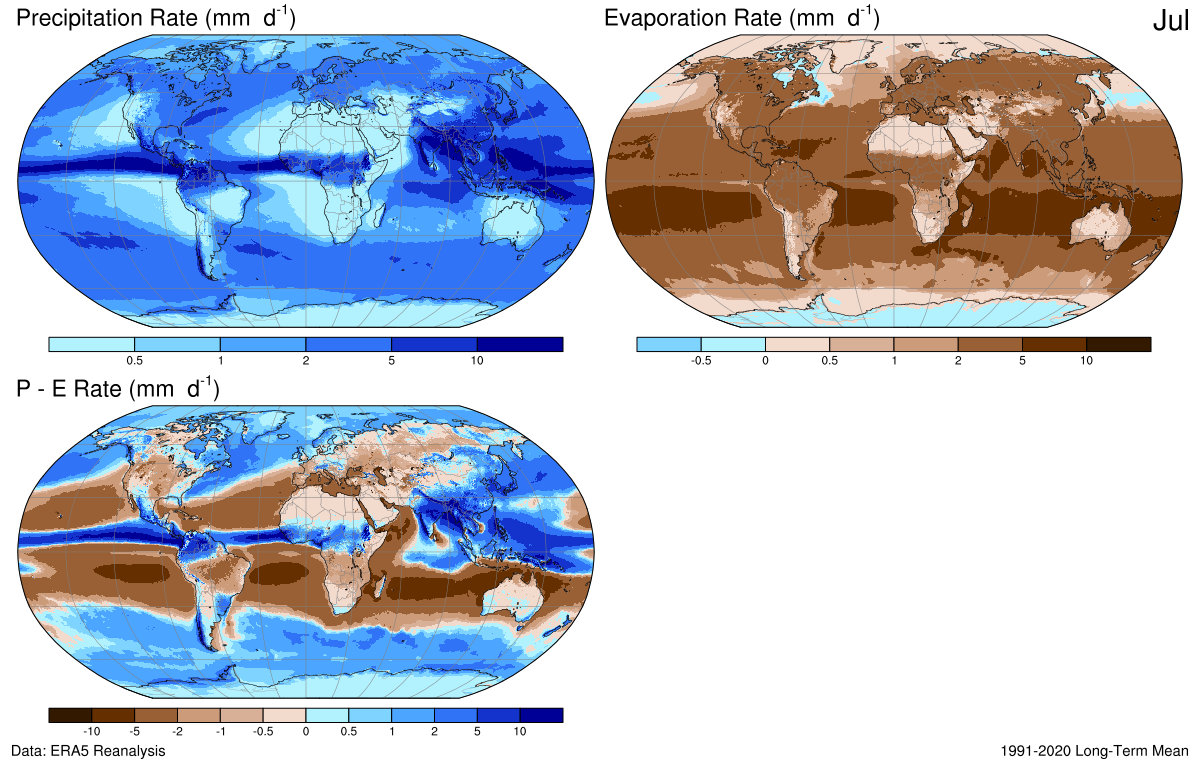 Precipitation Rate (mm d⁻¹)
Evaporation Rate (mm d⁻¹)
Jul
0.5 1 2 5 10
-0.5 0 0.5 1 2 5 10
P - E Rate (mm d⁻¹)
-10 -5 -2 -1 -0.5 0 0.5 1 2 5 10
Data: ERA5 Reanalysis
1991-2020 Long-Term Mean